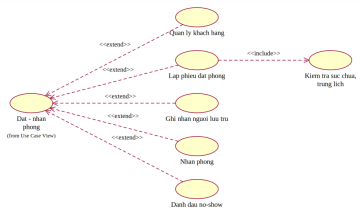 Quan ly khach hang
<<extend>>
<<extend>>
Lap phieu dat phong
<<include>>
Kiem tra suc chua,
trung lich
<<extend>>
Dat - nhan
phong
(from Use Case View)
Ghi nhan nguoi luu tru
<<extend>>
<<extend>>
Nhan phong
Danh dau no-show